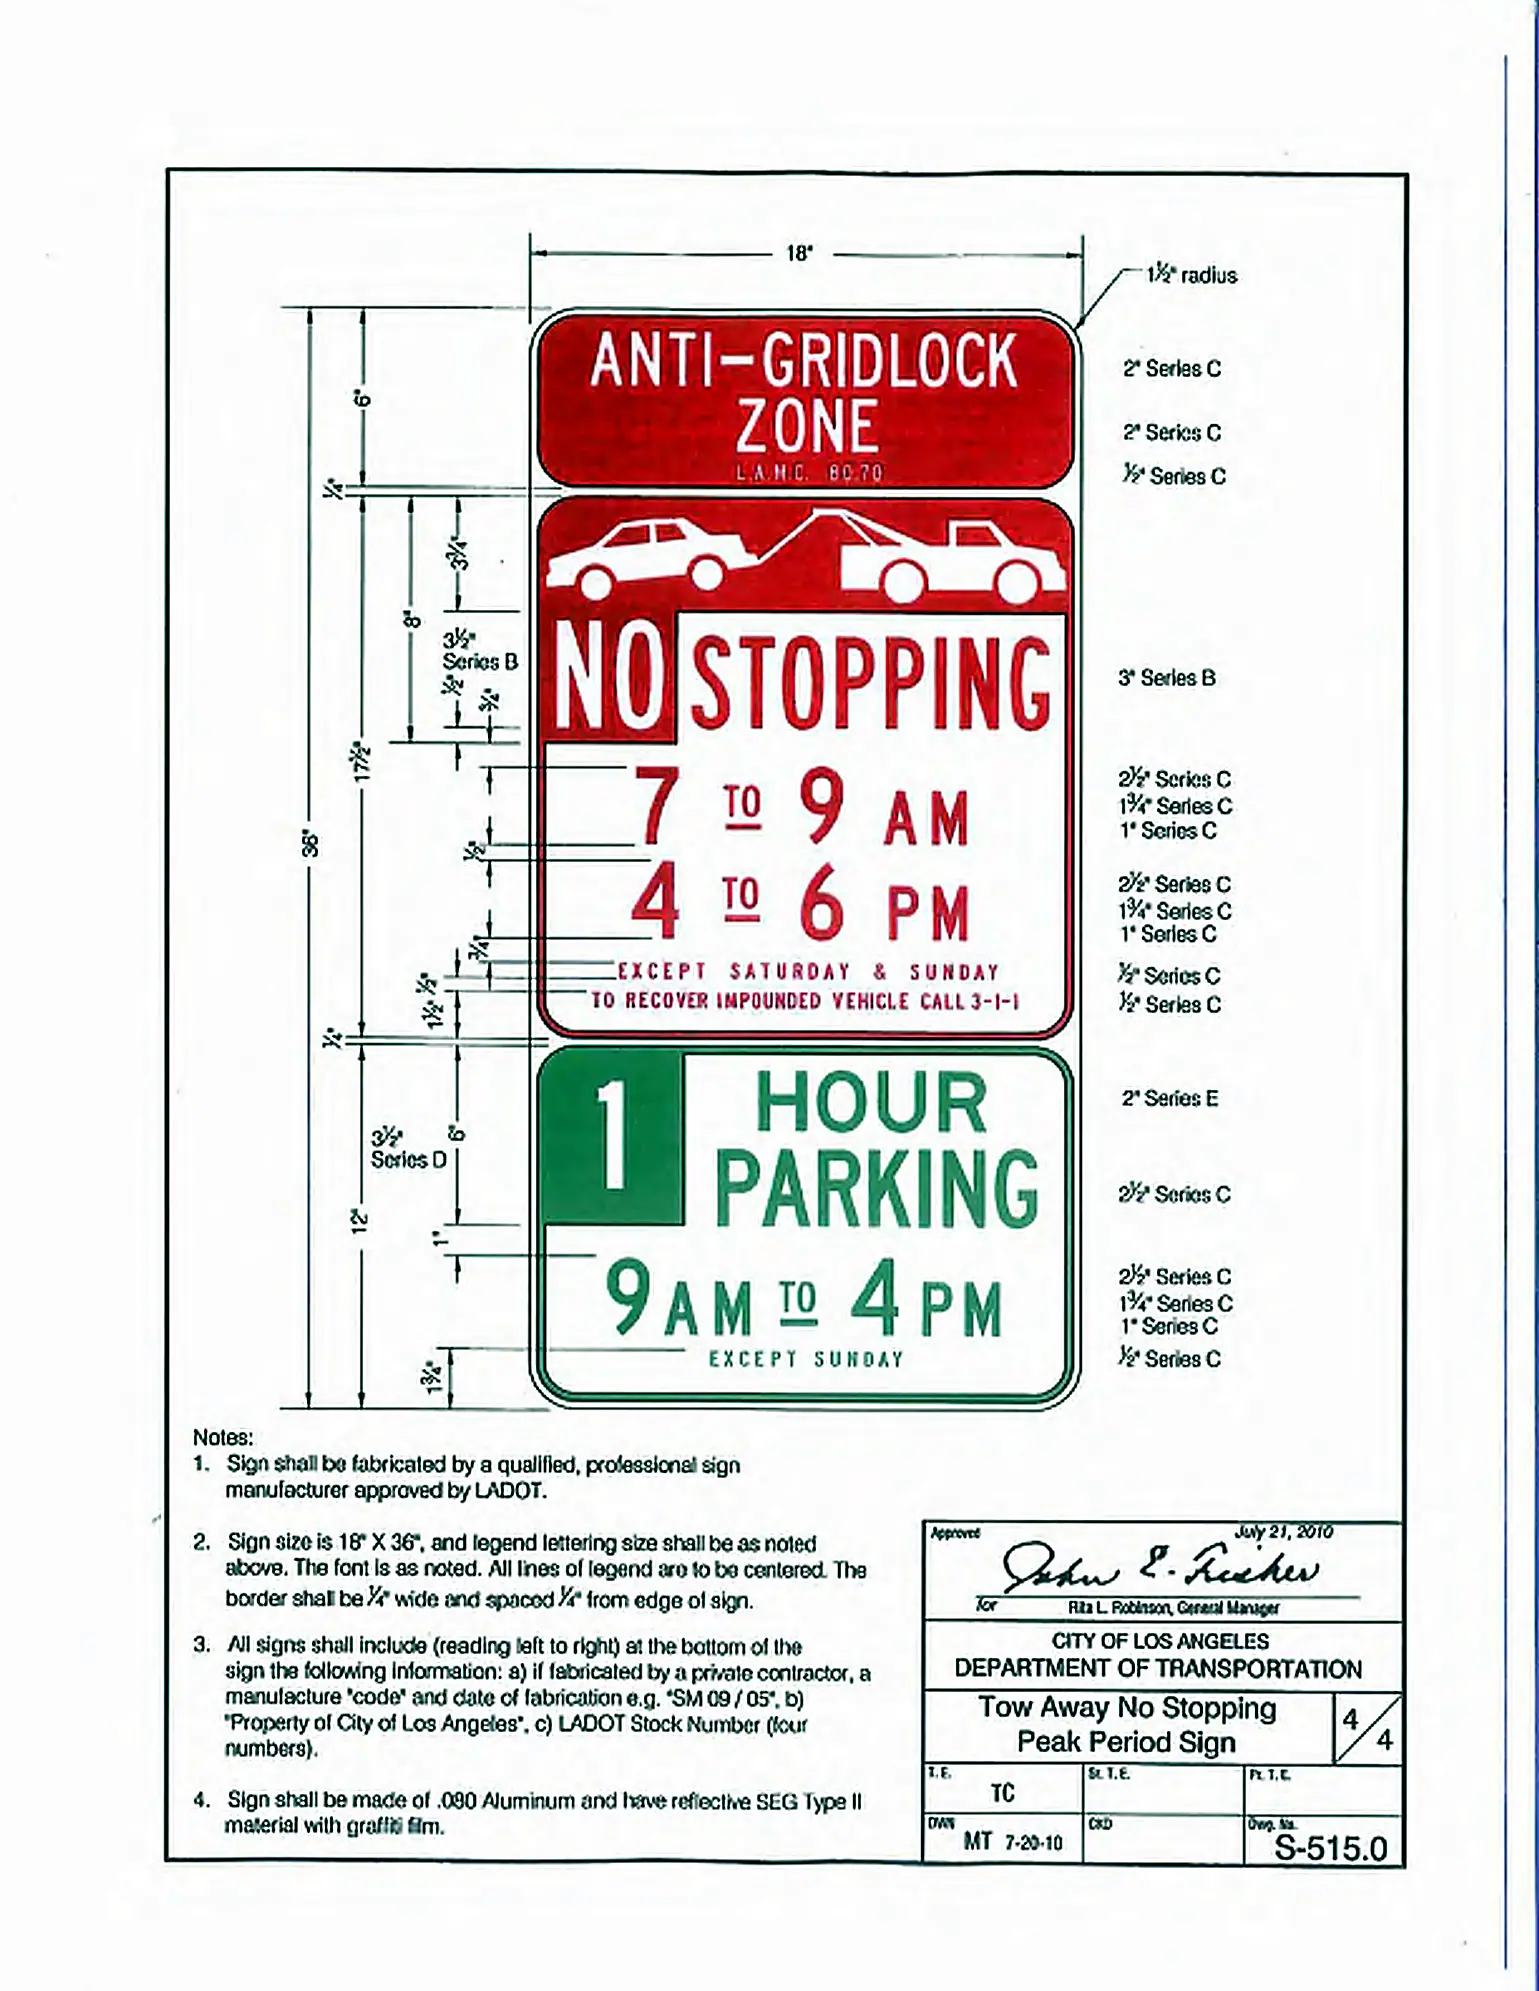 18"
1½" radius
ANTI-GRIDLOCK
ZONE
L.A.M.C. 80.70
2" Series C
2" Series C
½" Series C
6"
¼"
3¾"
8"
3½"
Series B
½"
¾"
NO STOPPING
3" Series B
17½"
36"
7 TO 9 AM
2½" Series C
1¾" Series C
1" Series C
½"
4 TO 6 PM
2½" Series C
1¾" Series C
1" Series C
¾"
EXCEPT SATURDAY & SUNDAY
½" Series C
TO RECOVER IMPOUNDED VEHICLE CALL 3-1-1
½" Series C
½"
1½"
¼"
1 HOUR
PARKING
2" Series E
2½" Series C
3½"
Series D
6"
12"
1"
9 AM TO 4 PM
2½" Series C
1¾" Series C
1" Series C
EXCEPT SUNDAY
½" Series C
1¾"
Notes:
1. Sign shall be fabricated by a qualified, professional sign
manufacturer approved by LADOT.
2. Sign size is 18" X 36", and legend lettering size shall be as noted
above. The font is as noted. All lines of legend are to be centered. The
border shall be ¼" wide and spaced ¼" from edge of sign.
3. All signs shall include (reading left to right) at the bottom of the
sign the following information: a) if fabricated by a private contractor, a
manufacture "code" and date of fabrication e.g. "SM 09 / 05", b)
"Property of City of Los Angeles", c) LADOT Stock Number (four
numbers).
4. Sign shall be made of .080 Aluminum and have reflective SEG Type II
material with graffiti film.
Approved July 21, 2010
John E. Fisher
for Rita L. Robinson, General Manager
CITY OF LOS ANGELES
DEPARTMENT OF TRANSPORTATION
Tow Away No Stopping
Peak Period Sign
4/4
T.E. TC
St. T.E.
Pr. T.E.
DWN MT 7-20-10
CKD
Dwg. No. S-515.0